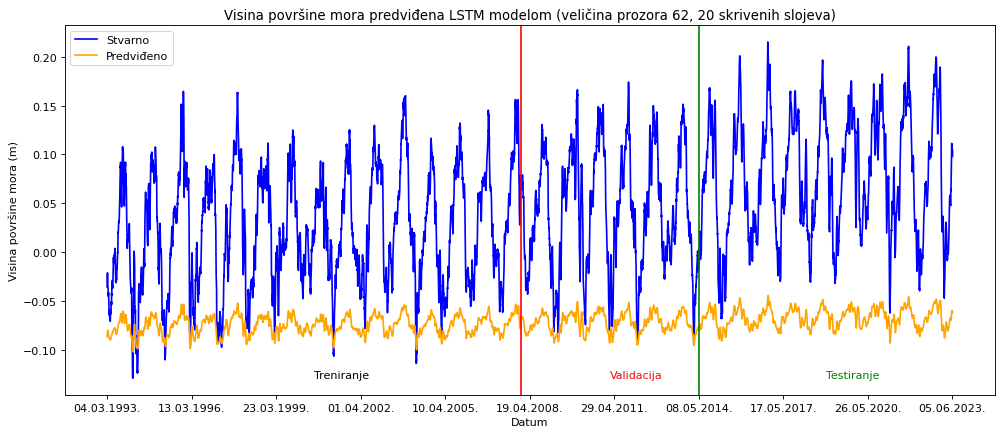 Visina površine mora predviđena LSTM modelom (veličina prozora 62, 20 skrivenih slojeva)
Stvarno
Predviđeno
Visina površine mora (m)
0.20
0.15
0.10
0.05
0.00
−0.05
−0.10
Treniranje
Validacija
Testiranje
04.03.1993. 13.03.1996. 23.03.1999. 01.04.2002. 10.04.2005. 19.04.2008. 29.04.2011. 08.05.2014. 17.05.2017. 26.05.2020. 05.06.2023.
Datum